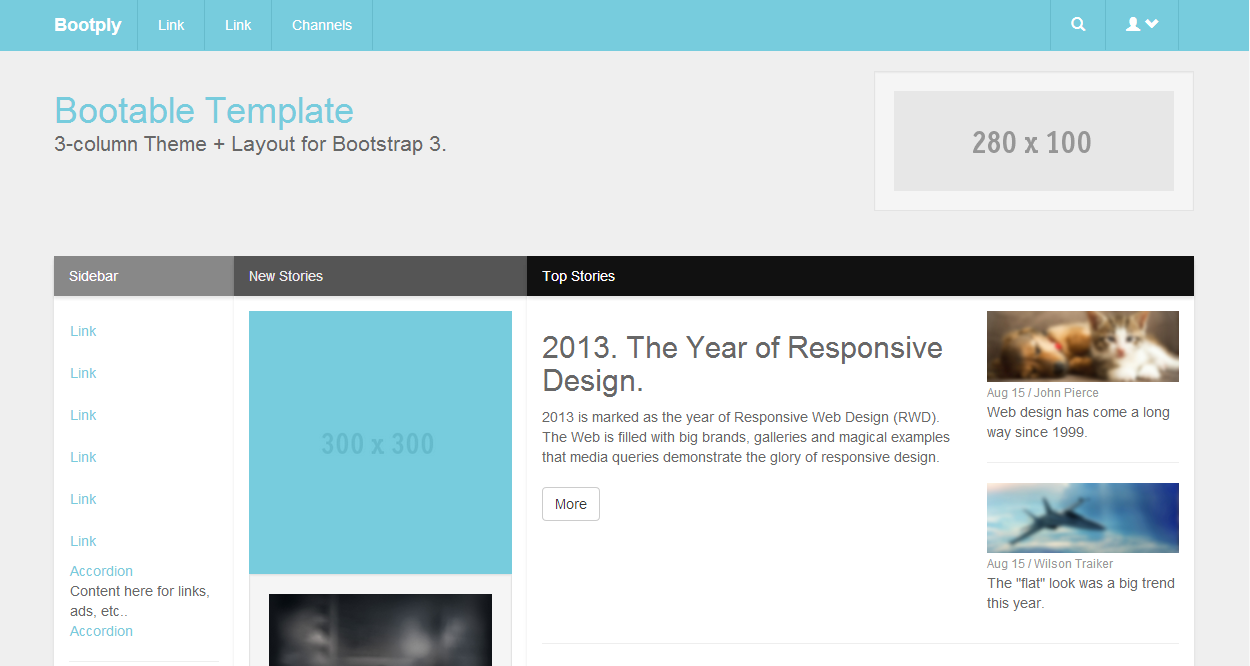 Bootply Link Link Channels
Bootable Template
3-column Theme + Layout for Bootstrap 3.
280 x 100
Sidebar
Link
Link
Link
Link
Link
Link
Accordion
Content here for links,
ads, etc..
Accordion
New Stories
300 x 300
Top Stories
2013. The Year of Responsive
Design.
2013 is marked as the year of Responsive Web Design (RWD).
The Web is filled with big brands, galleries and magical examples
that media queries demonstrate the glory of responsive design.
More
Aug 15 / John Pierce
Web design has come a long
way since 1999.
Aug 15 / Wilson Traiker
The "flat" look was a big trend
this year.